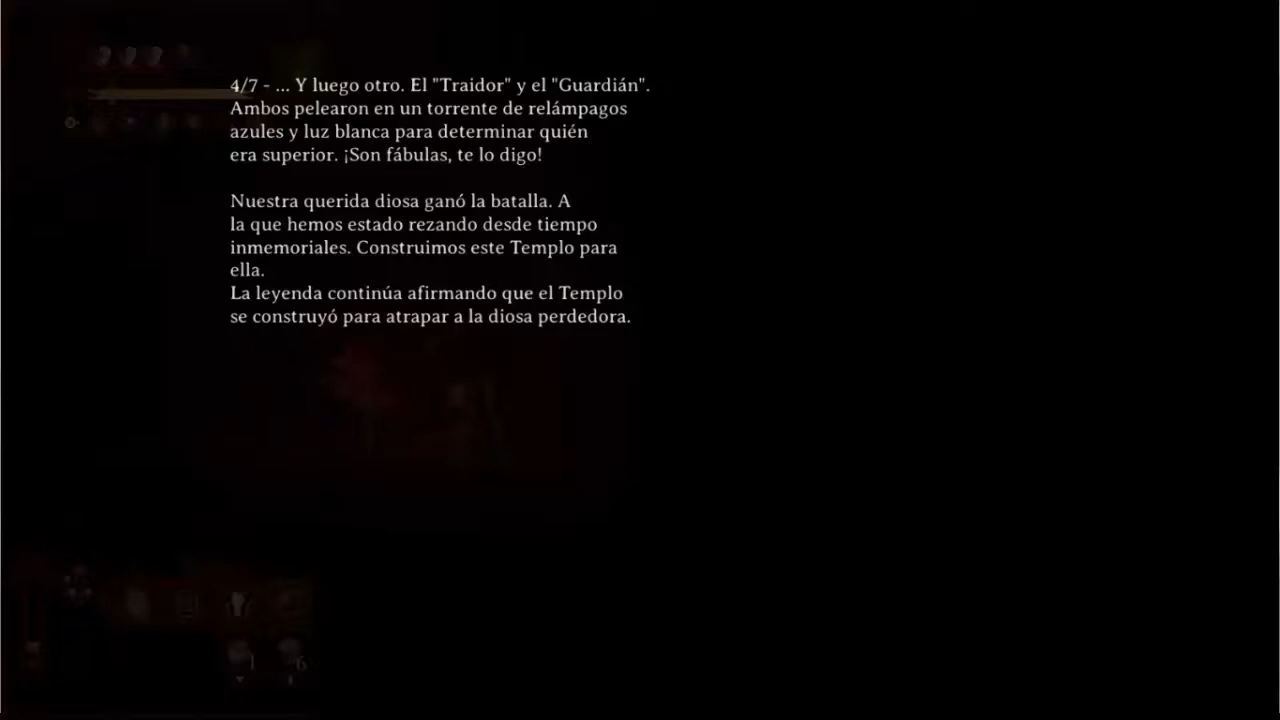 4/7 - ... Y luego otro. El "Traidor" y el "Guardián".
Ambos pelearon en un torrente de relámpagos
azules y luz blanca para determinar quién
era superior. ¡Son fábulas, te lo digo!
Nuestra querida diosa ganó la batalla. A
la que hemos estado rezando desde tiempo
inmemoriales. Construimos este Templo para
ella.
La leyenda continúa afirmando que el Templo
se construyó para atrapar a la diosa perdedora.
1 6